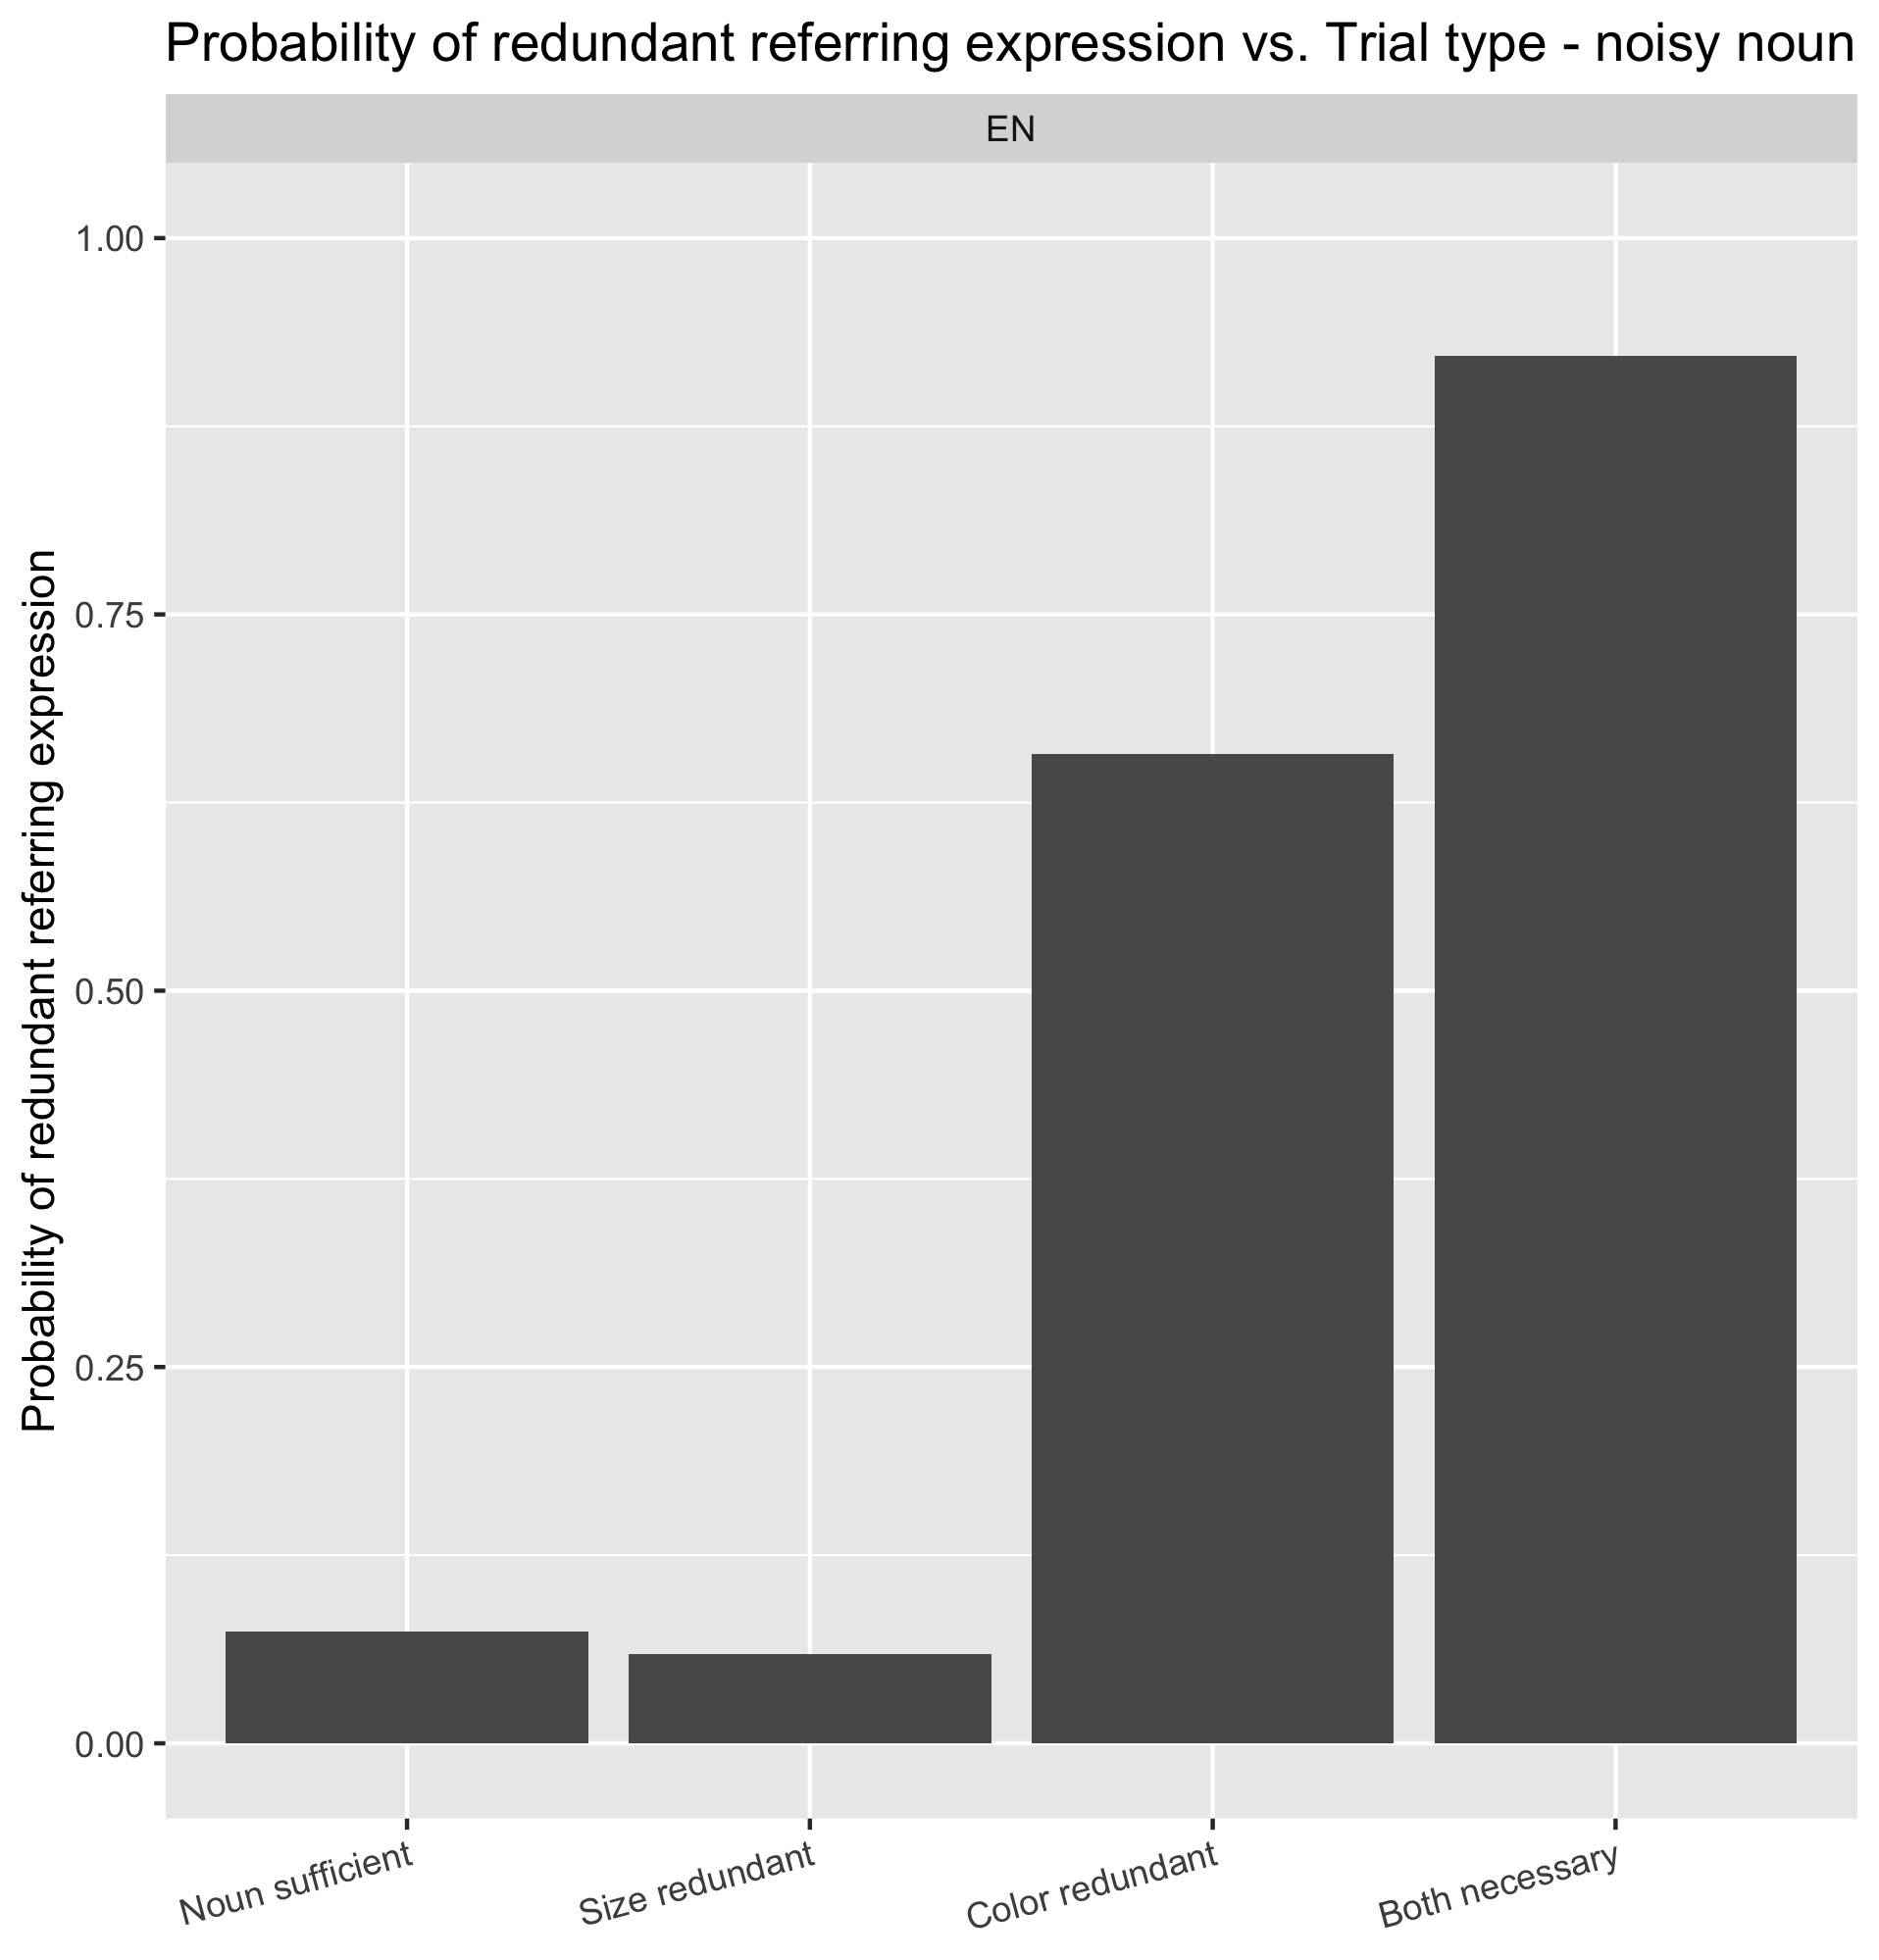 Probability of redundant referring expression vs. Trial type - noisy noun
EN
Probability of redundant referring expression
1.00
0.75
0.50
0.25
0.00
Noun sufficient
Size redundant
Color redundant
Both necessary